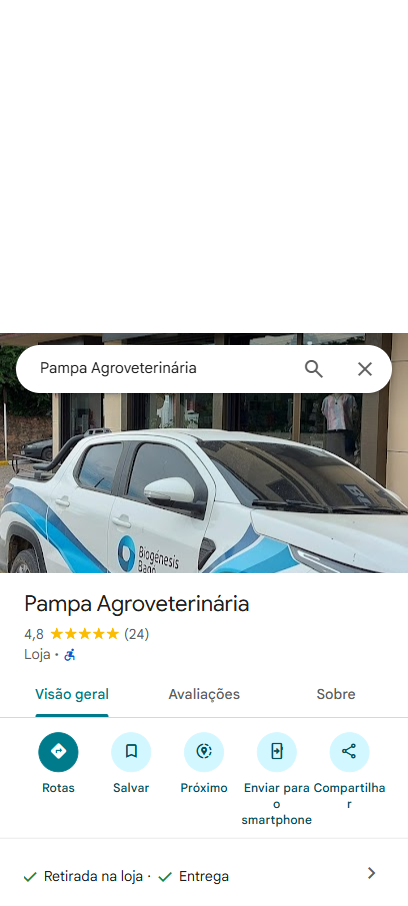 Pampa Agroveterinária
Biogénesis
Bagó
Pampa Agroveterinária
4,8 (24)
Loja ·
Visão geral Avaliações Sobre
Rotas Salvar Próximo Enviar para o smartphone Compartilhar
Retirada na loja · Entrega